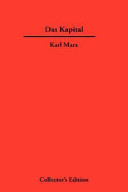 Das Kapital
Karl Marx
Collector's Edition